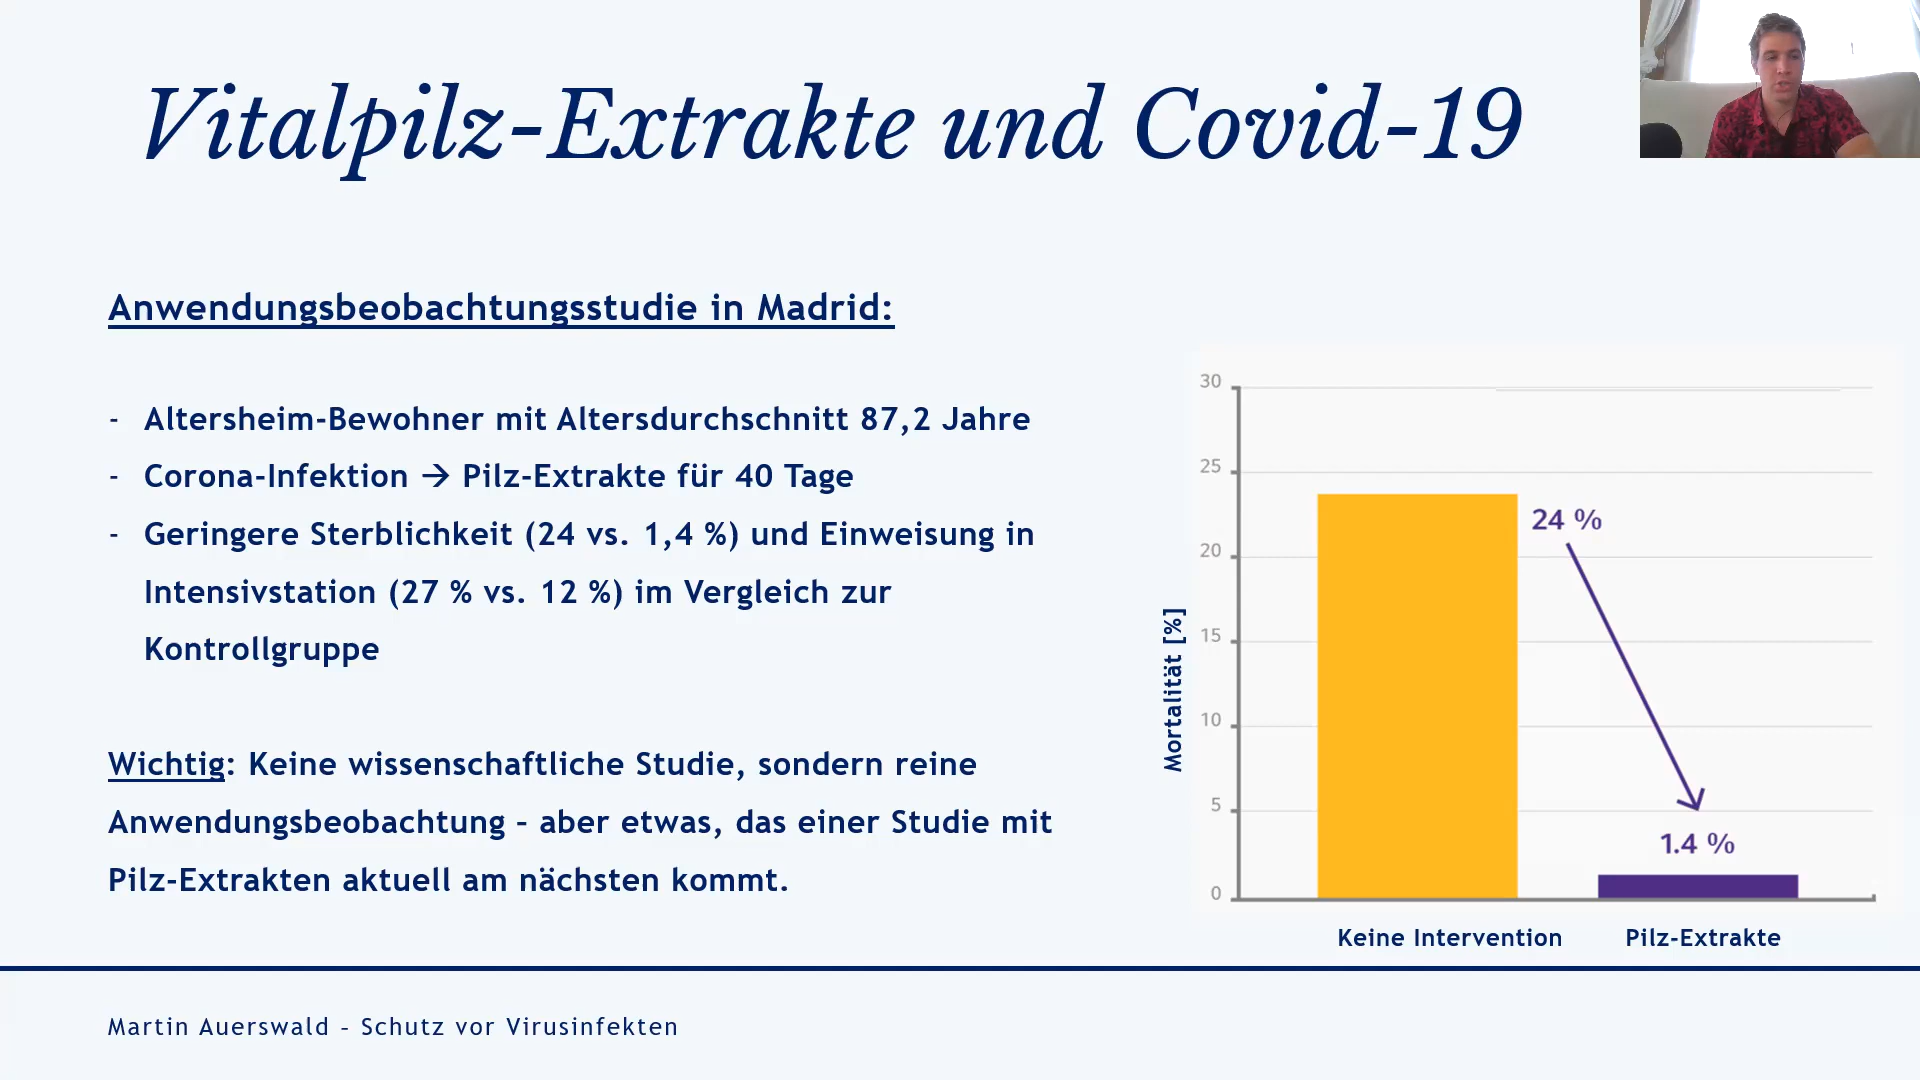 Vitalpilz-Extrakte und Covid-19
Anwendungsbeobachtungsstudie in Madrid:
- Altersheim-Bewohner mit Altersdurchschnitt 87,2 Jahre
- Corona-Infektion → Pilz-Extrakte für 40 Tage
- Geringere Sterblichkeit (24 vs. 1,4 %) und Einweisung in
Intensivstation (27 % vs. 12 %) im Vergleich zur
Kontrollgruppe
Wichtig: Keine wissenschaftliche Studie, sondern reine
Anwendungsbeobachtung – aber etwas, das einer Studie mit
Pilz-Extrakten aktuell am nächsten kommt.
Mortalität [%]
30
25
20
15
10
5
0
24 %
1.4 %
Keine Intervention
Pilz-Extrakte
Martin Auerswald – Schutz vor Virusinfekten